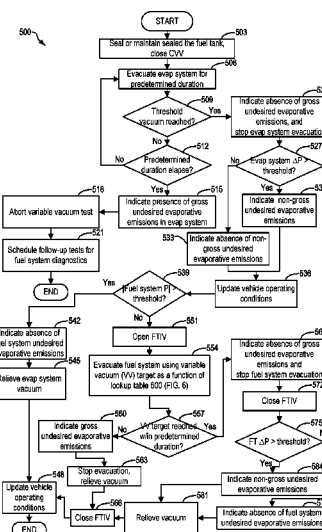 500
START
503
Seal or maintain sealed the fuel tank,
close CVV
506
Evacuate evap system for
predetermined duration
509
Threshold
vacuum reached?
Yes
No
Indicate absence of gross
undesired evaporative
emissions, and
stop evap system evacuation
512
Predetermined
duration elapse?
No
Yes
527
Evap system ΔP >
threshold?
No
Yes
515
Indicate presence of gross
undesired evaporative
emissions in evap system
518
Abort variable vacuum test
521
Schedule follow-up tests for
fuel system diagnostics
END
Indicate non-gross
undesired evaporative
emissions
533
Indicate absence of non-
gross undesired
evaporative emissions
536
Update vehicle operating
conditions
539
|Fuel system P| >
threshold?
Yes
No
542
Indicate absence of
fuel system undesired
evaporative emissions
545
Relieve evap system
vacuum
551
Open FTIV
554
Evacuate fuel system using variable
vacuum (VV) target as a function of
lookup table 600 (FIG. 6)
557
VV target reached
w/in predetermined
duration?
No
Yes
560
Indicate gross
undesired evaporative
emissions
563
Stop evacuation,
relieve vacuum
566
Close FTIV
548
Update vehicle
operating
conditions
END
Indicate absence of gross
undesired evaporative
emissions and
stop fuel system evacuation
572
Close FTIV
575
FT ΔP > threshold?
Yes
584
Indicate non-gross undesired
evaporative emissions
581
Relieve vacuum
Indicate absence of fuel system
undesired evaporative emissions